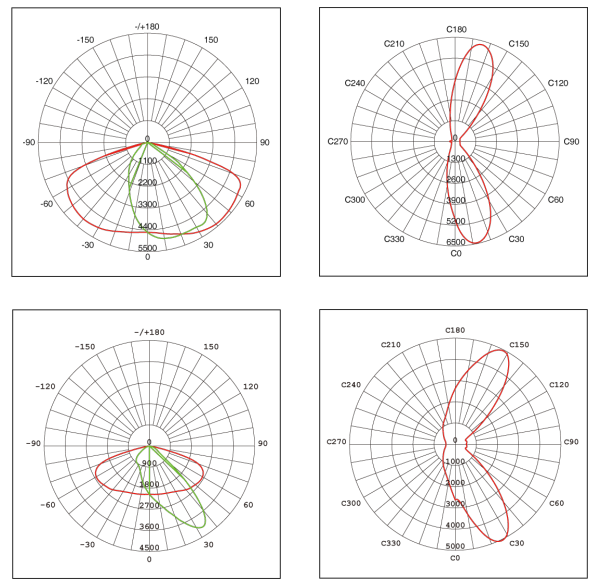 -/+180
-150 150
-120 120
-90 0 90
1100
2200
-60 3300 60
4400
-30 5500 30
0
C180
C210 C150
C240 C120
C270 0 C90
1300
2600
C300 3900 C60
5200
C330 6500 C30
C0
-/+180
-150 150
-120 120
-90 0 90
900
1800
-60 2700 60
3600
-30 4500 30
0
C180
C210 C150
C240 C120
C270 0 C90
1000
2000
C300 3000 C60
4000
C330 5000 C30
C0